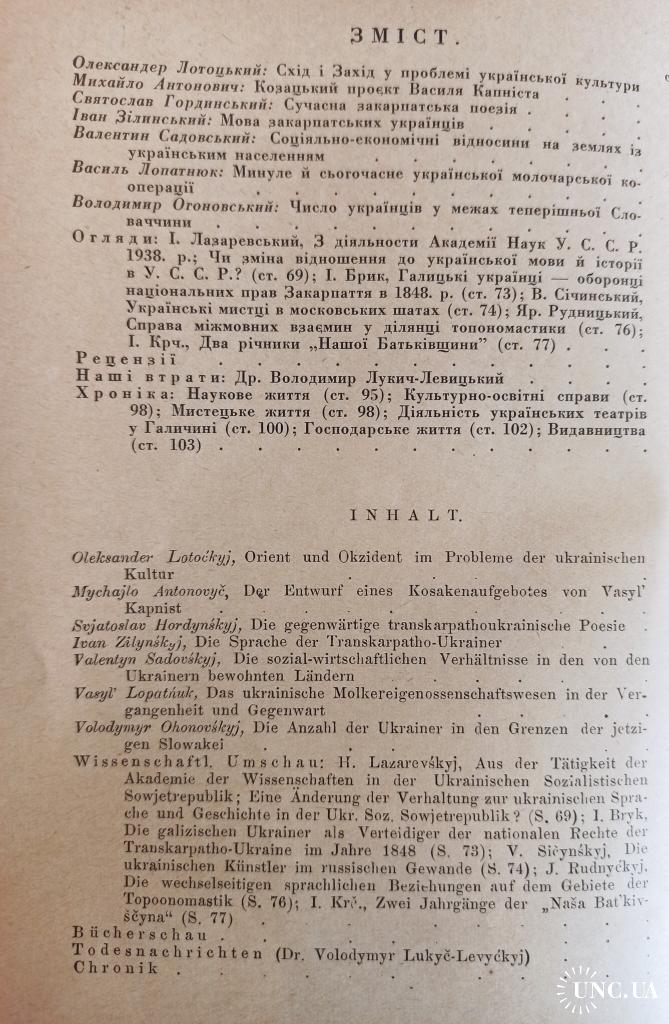 ЗМІСТ.
Олександер Лотоцький: Схід і Захід у проблемі української культури
Михайло Антонович: Козацький проєкт Василя Капніста . . .
Святослав Гординський: Сучасна закарпатська поезія . . . .
Іван Зілинський: Мова закарпатських українців . . . .
Валентин Садовський: Соціяльно-економічні відносини на землях із
українським населенням . . . . . .
Василь Лопатнюк: Минуле й сьогочасне української молочарської ко-
операції . . . . . . . .
Володимир Огоновський: Число українців у межах теперішньої Сло-
ваччини . . . . . . . .
Огляди: І. Лазаревський, З діяльности Академії Наук У. С. С. Р.
1938. р.; Чи зміна відношення до української мови й історії
в У. С. С. Р.? (ст. 69); І. Брик, Галицькі українці — оборонці
національних прав Закарпаття в 1848. р. (ст. 73); В. Січинський,
Українські мистці в московських шатах (ст. 74); Яр. Рудницький,
Справа міжмовних взаємин у ділянці топономастики (ст. 76);
І. Крч., Два річники „Нашої Батьківщини” (ст. 77) . .
Рецензії . . . . . . . . .
Наші втрати: Др. Володимир Лукич-Левицький . . . .
Хроніка: Наукове життя (ст. 95); Культурно-освітні справи (ст.
98); Мистецьке життя (ст. 98); Діяльність українських театрів
у Галичині (ст. 100); Господарське життя (ст. 102); Видавництва
(ст. 103) . . . . . . . .
INHALT.
Oleksander Lotoćkyj, Orient und Okzident im Probleme der ukrainischen
Kultur . . . . . . . .
Mychajlo Antonovyč, Der Entwurf eines Kosakenaufgebotes von Vasyl’
Kapnist . . . . . . . .
Svjatoslav Hordynśkyj, Die gegenwärtige transkarpathoukrainische Poesie .
Ivan Zilynśkyj, Die Sprache der Transkarpatho-Ukrainer . . .
Valentyn Sadovśkyj, Die sozial-wirtschaftlichen Verhältnisse in den von den
Ukrainern bewohnten Ländern . . . . .
Vasyl’ Lopatńuk, Das ukrainische Molkereigenossenschaftswesen in der Ver-
gangenheit und Gegenwart . . . .
Volodymyr Ohonovśkyj, Die Anzahl der Ukrainer in den Grenzen der jetzi-
gen Slowakei . . . . . . .
Wissenschaftl. Umschau: H. Lazarevśkyj, Aus der Tätigkeit der
Akademie der Wissenschaften in der Ukrainischen Sozialistischen
Sowjetrepublik; Eine Änderung der Verhaltung zur ukrainischen Spra-
che und Geschichte in der Ukr. Soz. Sowjetrepublik? (S. 69); I. Bryk,
Die galizischen Ukrainer als Verteidiger der nationalen Rechte der
Transkarpatho-Ukraine im Jahre 1848 (S. 73); V. Sičynśkyj, Die
ukrainischen Künstler im russischen Gewande (S. 74); J. Rudnyćkyj,
Die wechselseitigen sprachlichen Beziehungen auf dem Gebiete der
Topoonomastik (S. 76); I. Krč., Zwei Jahrgänge der „Naša Bat’kiv-
ščyna“ (S. 77) . . . . . . .
Bücherschau . . . . . . . .
Todesnachrichten (Dr. Volodymyr Lukyč-Levyćkyj) . . .
Chronik . . . . . . . . .
UNC.UA